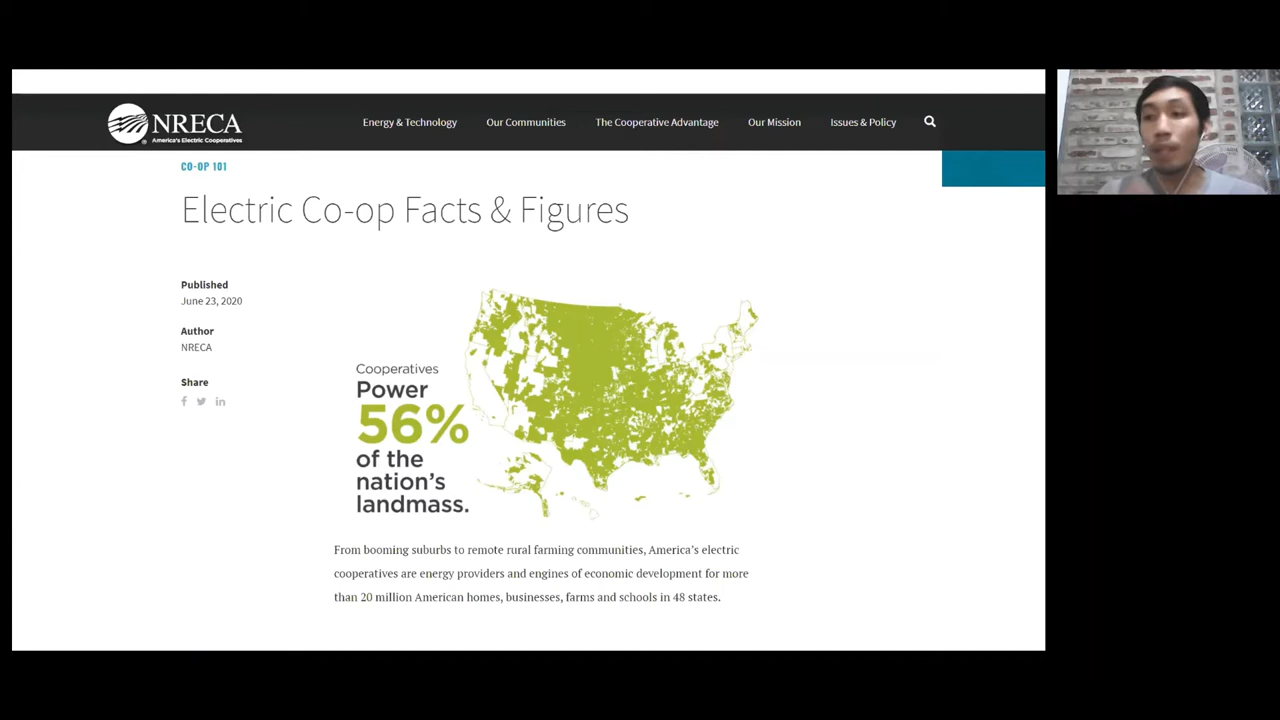 NRECA
America's Electric Cooperatives
Energy & Technology
Our Communities
The Cooperative Advantage
Our Mission
Issues & Policy
CO-OP 101
Electric Co-op Facts & Figures
Published
June 23, 2020
Author
NRECA
Share
Cooperatives
Power
56%
of the
nation's
landmass.
From booming suburbs to remote rural farming communities, America's electric
cooperatives are energy providers and engines of economic development for more
than 20 million American homes, businesses, farms and schools in 48 states.